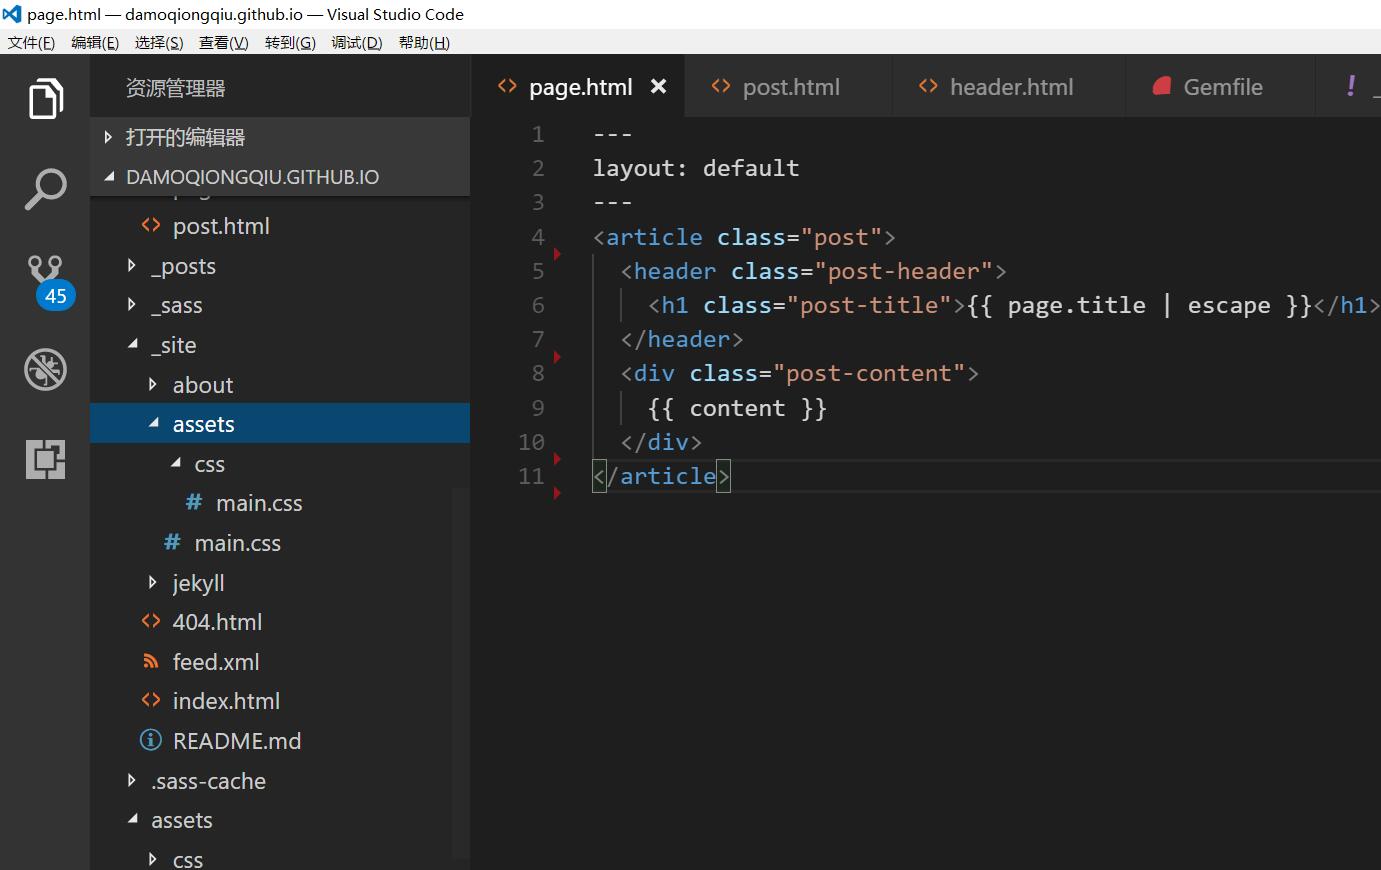 page.html — damoqiongqiu.github.io — Visual Studio Code
文件(F) 编辑(E) 选择(S) 查看(V) 转到(G) 调试(D) 帮助(H)
资源管理器
打开的编辑器
DAMOQIONGQIU.GITHUB.IO
post.html
_posts
_sass
_site
about
assets
css
main.css
main.css
jekyll
404.html
feed.xml
index.html
README.md
.sass-cache
assets
css
45
page.html post.html header.html Gemfile
1 ---
2 layout: default
3 ---
4 <article class="post">
5 <header class="post-header">
6 <h1 class="post-title">{{ page.title | escape }}</h1>
7 </header>
8 <div class="post-content">
9 {{ content }}
10 </div>
11 </article>